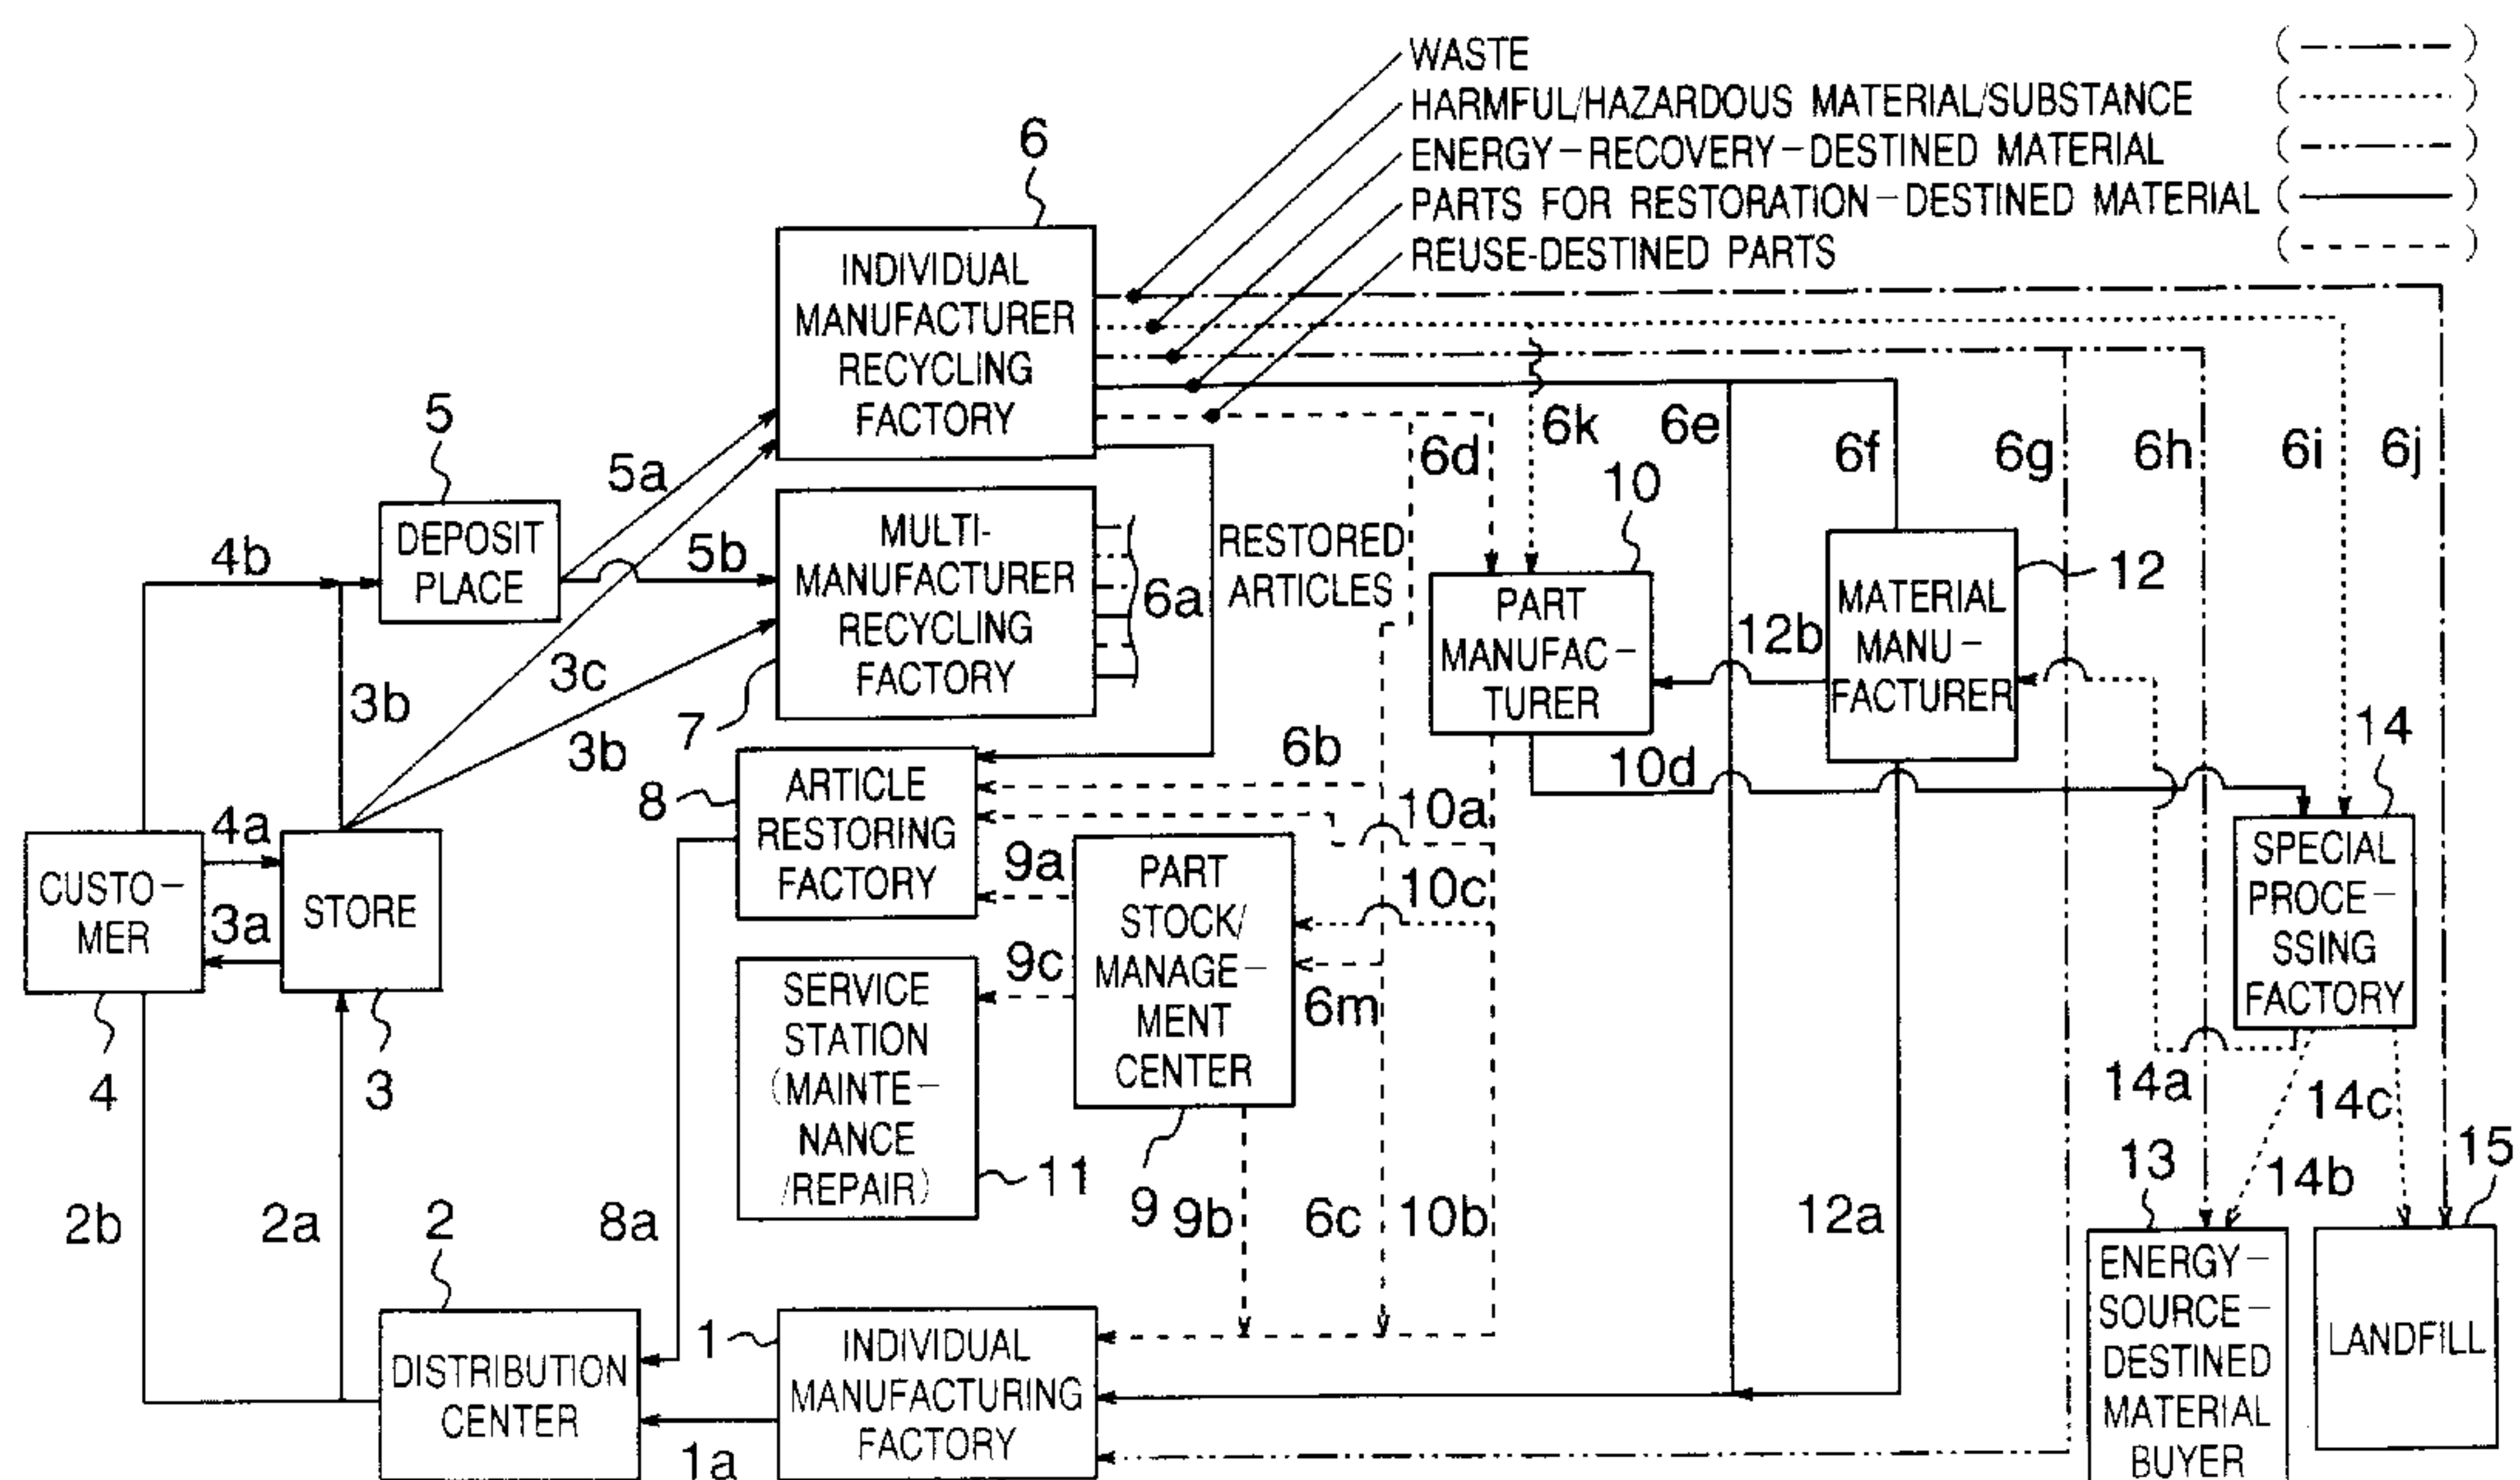 WASTE (—·—·—)
HARMFUL/HAZARDOUS MATERIAL/SUBSTANCE (·········)
ENERGY–RECOVERY–DESTINED MATERIAL (—··—··—)
PARTS FOR RESTORATION–DESTINED MATERIAL (————)
REUSE-DESTINED PARTS (-----)
6
INDIVIDUAL
MANUFACTURER
RECYCLING
FACTORY
5
DEPOSIT
PLACE
5a
5b
4b
3b
3c
3b
7
MULTI-
MANUFACTURER
RECYCLING
FACTORY
6a
RESTORED
ARTICLES
6d
6k
6e
6f
6g
6h
6i
6j
10
PART
MANUFAC–
TURER
12b
MATERIAL
MANU–
FACTURER
12
8
ARTICLE
RESTORING
FACTORY
6b
10a
10d
14
SPECIAL
PROCE–
SSING
FACTORY
4a
CUSTO–
MER
3a
STORE
4
3
9a
9c
PART
STOCK/
MANAGE–
MENT
CENTER
10c
6m
SERVICE
STATION
(MAINTE–
NANCE
/REPAIR)
11
9
9b
6c
10b
12a
14a
14b
14c
13
15
2b
2a
2
8a
DISTRIBUTION
CENTER
1a
1
INDIVIDUAL
MANUFACTURING
FACTORY
ENERGY–
SOURCE–
DESTINED
MATERIAL
BUYER
LANDFILL